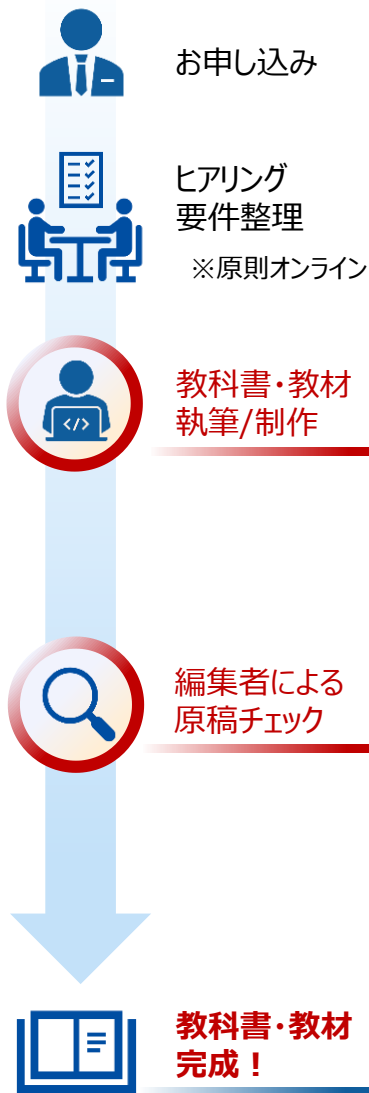 お申し込み
ヒアリング
要件整理
※原則オンライン
教科書・教材
執筆/制作
</>
編集者による
原稿チェック
教科書・教材
完成！